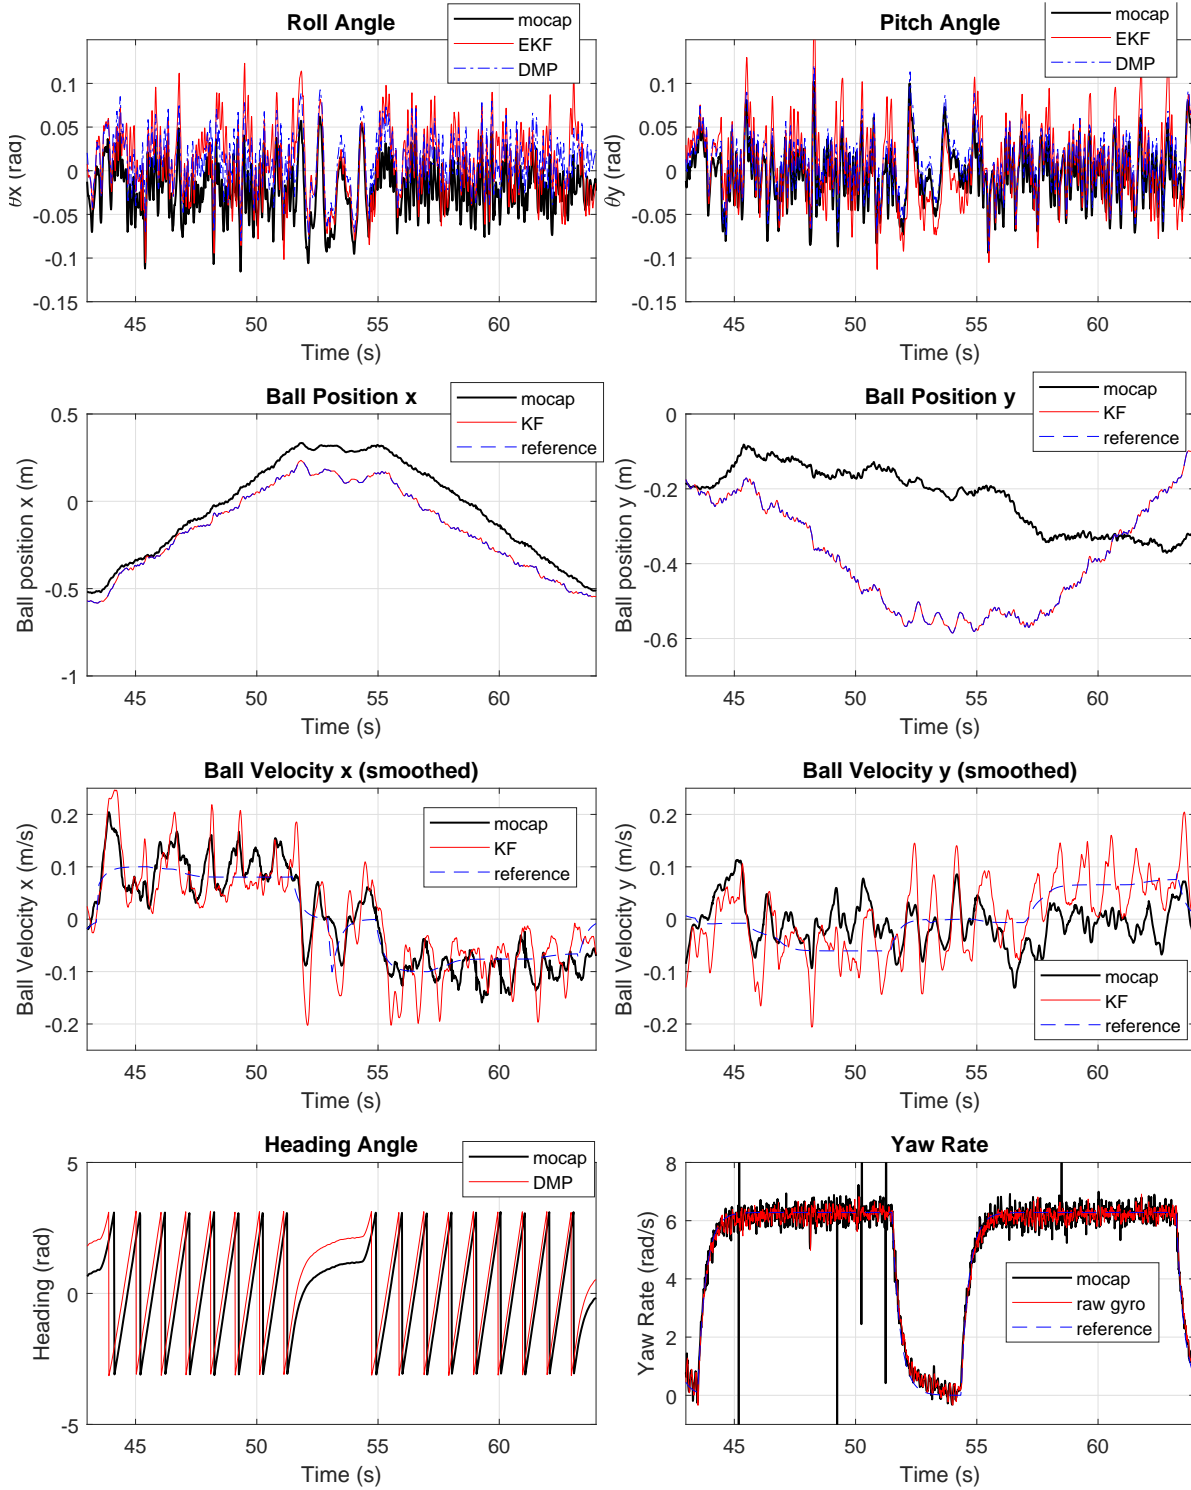 Roll Angle
mocap
EKF
DMP
0.1
0.05
0
-0.05
-0.1
-0.15
θx (rad)
45
50
55
60
Time (s)
Pitch Angle
mocap
EKF
DMP
0.1
0.05
0
-0.05
-0.1
-0.15
θy (rad)
45
50
55
60
Time (s)
Ball Position x
mocap
KF
reference
0.5
0
-0.5
-1
Ball position x (m)
45
50
55
60
Time (s)
Ball Position y
mocap
KF
reference
0
-0.2
-0.4
-0.6
Ball position y (m)
45
50
55
60
Time (s)
Ball Velocity x (smoothed)
mocap
KF
reference
0.2
0.1
0
-0.1
-0.2
Ball Velocity x (m/s)
45
50
55
60
Time (s)
Ball Velocity y (smoothed)
0.2
0.1
0
-0.1
-0.2
Ball Velocity y (m/s)
mocap
KF
reference
45
50
55
60
Time (s)
Heading Angle
mocap
DMP
5
0
-5
Heading (rad)
45
50
55
60
Time (s)
Yaw Rate
8
6
4
2
0
Yaw Rate (rad/s)
mocap
raw gyro
reference
45
50
55
60
Time (s)